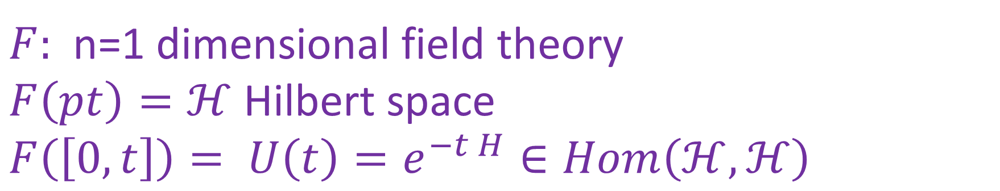 F: n=1 dimensional field theory
F(pt) = ℋ Hilbert space
F([0, t]) = U(t) = e^{−t H} ∈ Hom(ℋ, ℋ)